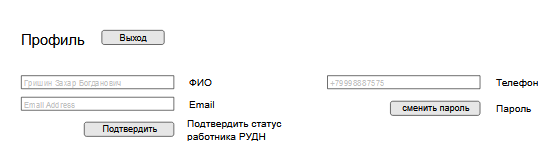 Профиль Выход
Гришин Захар Богданович ФИО +79998887575 Телефон
Email Address Email сменить пароль Пароль
Подтвердить Подтвердить статус
работника РУДН